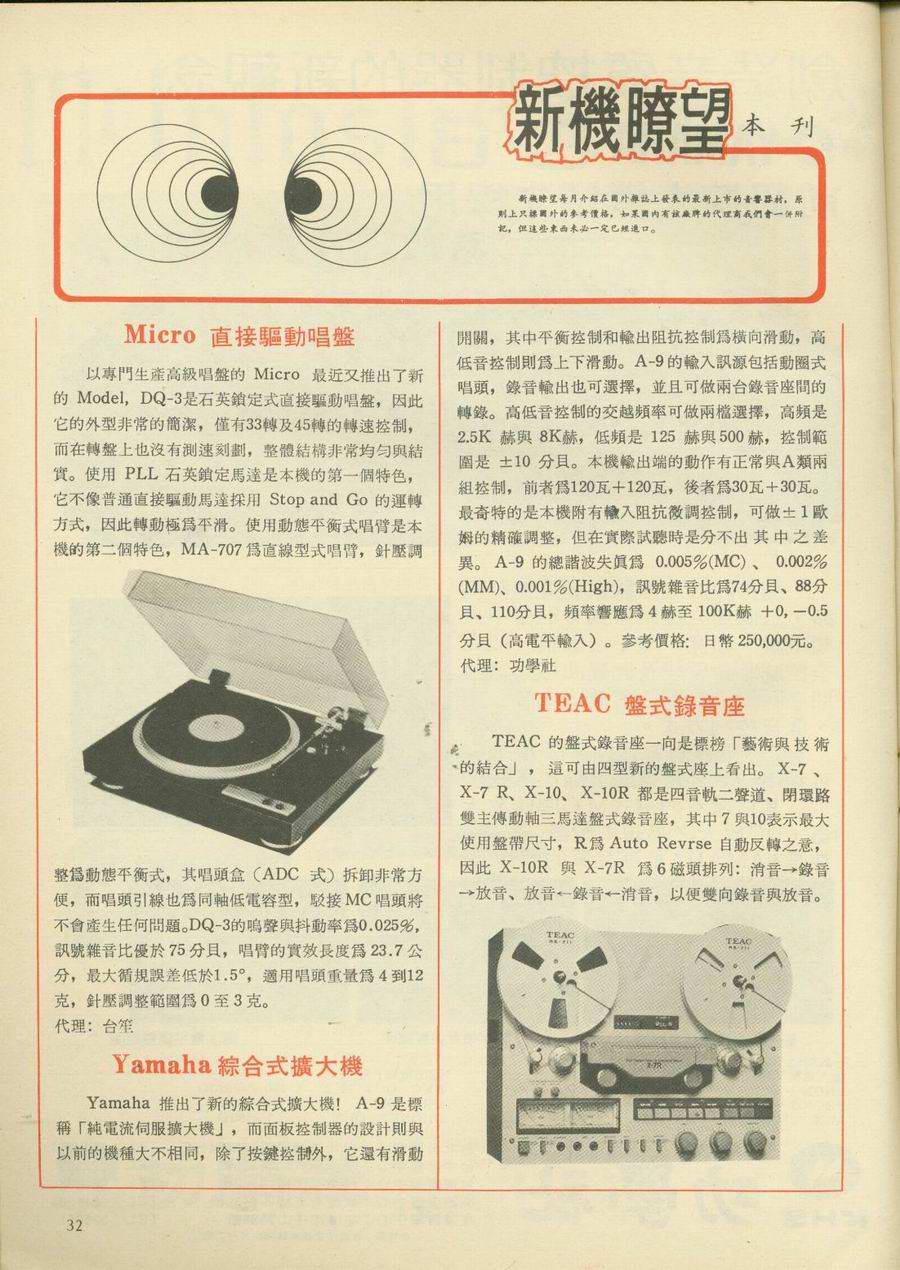 新機瞭望
本刊
新機瞭望每月介紹在國外雜誌上發表的最新上市的音響器材，原
則上只據國外的參考價格，如果國內有該廠牌的代理商我們會一併附
記，但這些東西未必一定已經進口。
Micro 直接驅動唱盤
以專門生產高級唱盤的 Micro 最近又推出了新
的 Model, DQ-3是石英鎖定式直接驅動唱盤，因此
它的外型非常的簡潔，僅有33轉及45轉的轉速控制，
而在轉盤上也沒有測速刻劃，整體結構非常均勻與結
實。使用 PLL 石英鎖定馬達是本機的第一個特色，
它不像普通直接驅動馬達採用 Stop and Go 的運轉
方式，因此轉動極爲平滑。使用動態平衡式唱臂是本
機的第二個特色，MA-707 爲直線型式唱臂，針壓調
整爲動態平衡式，其唱頭盒（ADC 式）拆卸非常方
便，而唱頭引線也爲同軸低電容型，駁接 MC 唱頭將
不會產生任何問題。DQ-3的嗚聲與抖動率爲0.025%，
訊號雜音比優於 75 分貝，唱臂的實效長度爲 23.7 公
分，最大循規誤差低於1.5°，適用唱頭重量爲 4 到12
克，針壓調整範圍爲 0 至 3 克。
代理：台笙
Yamaha 綜合式擴大機
Yamaha 推出了新的綜合式擴大機！ A-9 是標
稱「純電流伺服擴大機」，而面板控制器的設計則與
以前的機種大不相同，除了按鍵控制外，它還有滑動
開關，其中平衡控制和輸出阻抗控制爲橫向滑動，高
低音控制則爲上下滑動。A-9 的輸入訊源包括動圈式
唱頭，錄音輸出也可選擇，並且可做兩台錄音座間的
轉錄。高低音控制的交越頻率可做兩檔選擇，高頻是
2.5K 赫與 8K赫，低頻是 125 赫與 500 赫，控制範
圍是 ±10 分貝。本機輸出端的動作有正常與A類兩
組控制，前者爲120瓦＋120瓦，後者爲30瓦＋30瓦。
最奇特的是本機附有輸入阻抗微調控制，可做± 1 歐
姆的精確調整，但在實際試聽時是分不出 其 中 之 差
異。 A-9 的總諧波失眞爲 0.005%(MC) 、 0.002%
(MM)、0.001%(High)，訊號雜音比爲74分貝、88分
貝、110分貝，頻率響應爲 4 赫至 100K赫 +0, −0.5
分貝（高電平輸入）。參考價格：日幣 250,000元。
代理：功學社
TEAC 盤式錄音座
TEAC 的盤式錄音座一向是標榜「藝術與 技 術
的結合」，這可由四型新的盤式座上看出。 X-7 、
X-7 R、X-10、 X-10R 都是四音軌二聲道、閉環路
雙主傳動軸三馬達盤式錄音座，其中 7 與10表示最大
使用盤帶尺寸，R爲 Auto Revrse 自動反轉之意，
因此 X-10R 與 X-7R 爲 6 磁頭排列：消音→錄音
→放音、放音←錄音←消音，以便雙向錄音與放音。
TEAC
TEAC
X-7R
32